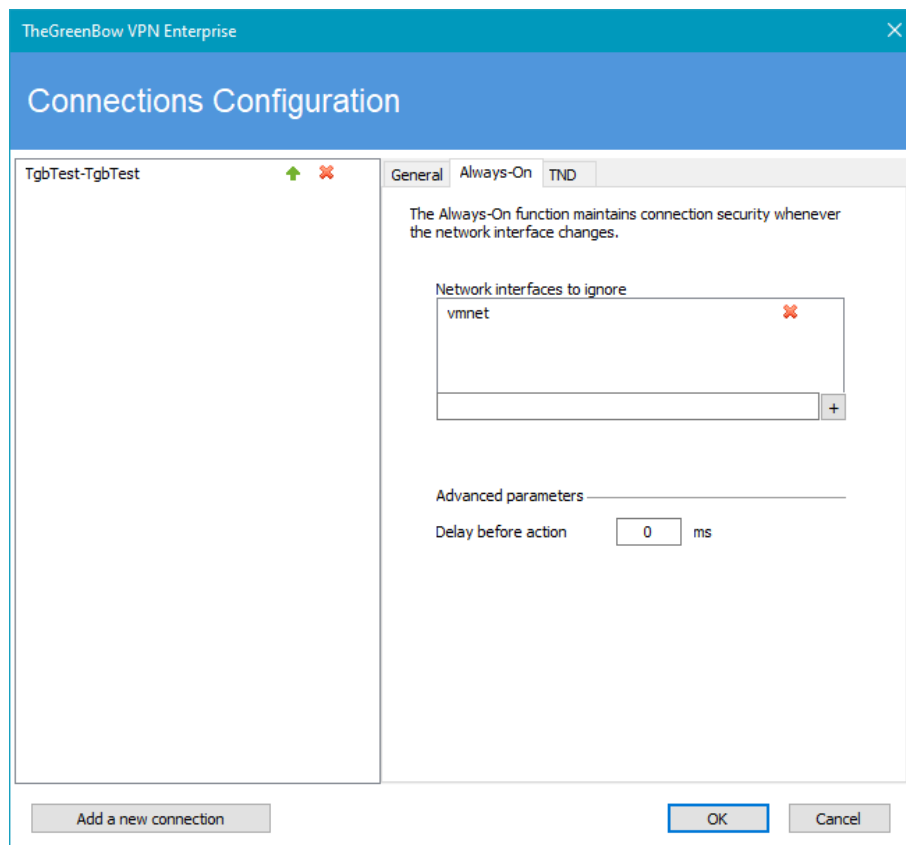 TheGreenBow VPN Enterprise
Connections Configuration
TgbTest-TgbTest
General Always-On TND
The Always-On function maintains connection security whenever
the network interface changes.
Network interfaces to ignore
vmnet
+
Advanced parameters
Delay before action 0 ms
Add a new connection
OK
Cancel